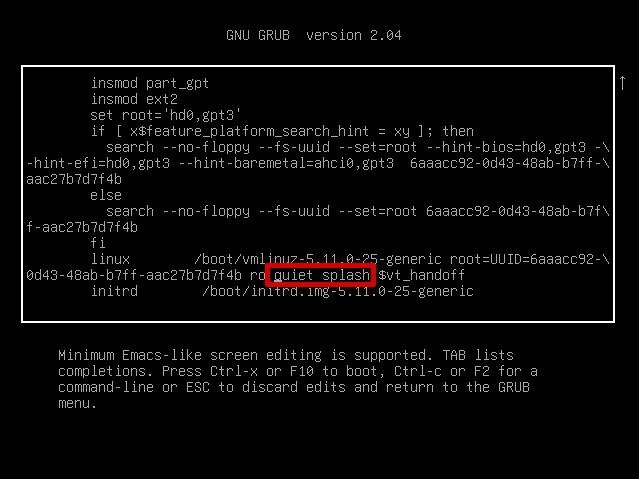 GNU GRUB  version 2.04
insmod part_gpt
insmod ext2
set root='hd0,gpt3'
if [ x$feature_platform_search_hint = xy ]; then
search --no-floppy --fs-uuid --set=root --hint-bios=hd0,gpt3 -\
-hint-efi=hd0,gpt3 --hint-baremetal=ahci0,gpt3  6aaacc92-0d43-48ab-b7ff-\
aac27b7d7f4b
else
search --no-floppy --fs-uuid --set=root 6aaacc92-0d43-48ab-b7f\
f-aac27b7d7f4b
fi
linux        /boot/vmlinuz-5.11.0-25-generic root=UUID=6aaacc92-\
0d43-48ab-b7ff-aac27b7d7f4b ro quiet splash $vt_handoff
initrd       /boot/initrd.img-5.11.0-25-generic
Minimum Emacs-like screen editing is supported. TAB lists
completions. Press Ctrl-x or F10 to boot, Ctrl-c or F2 for a
command-line or ESC to discard edits and return to the GRUB
menu.